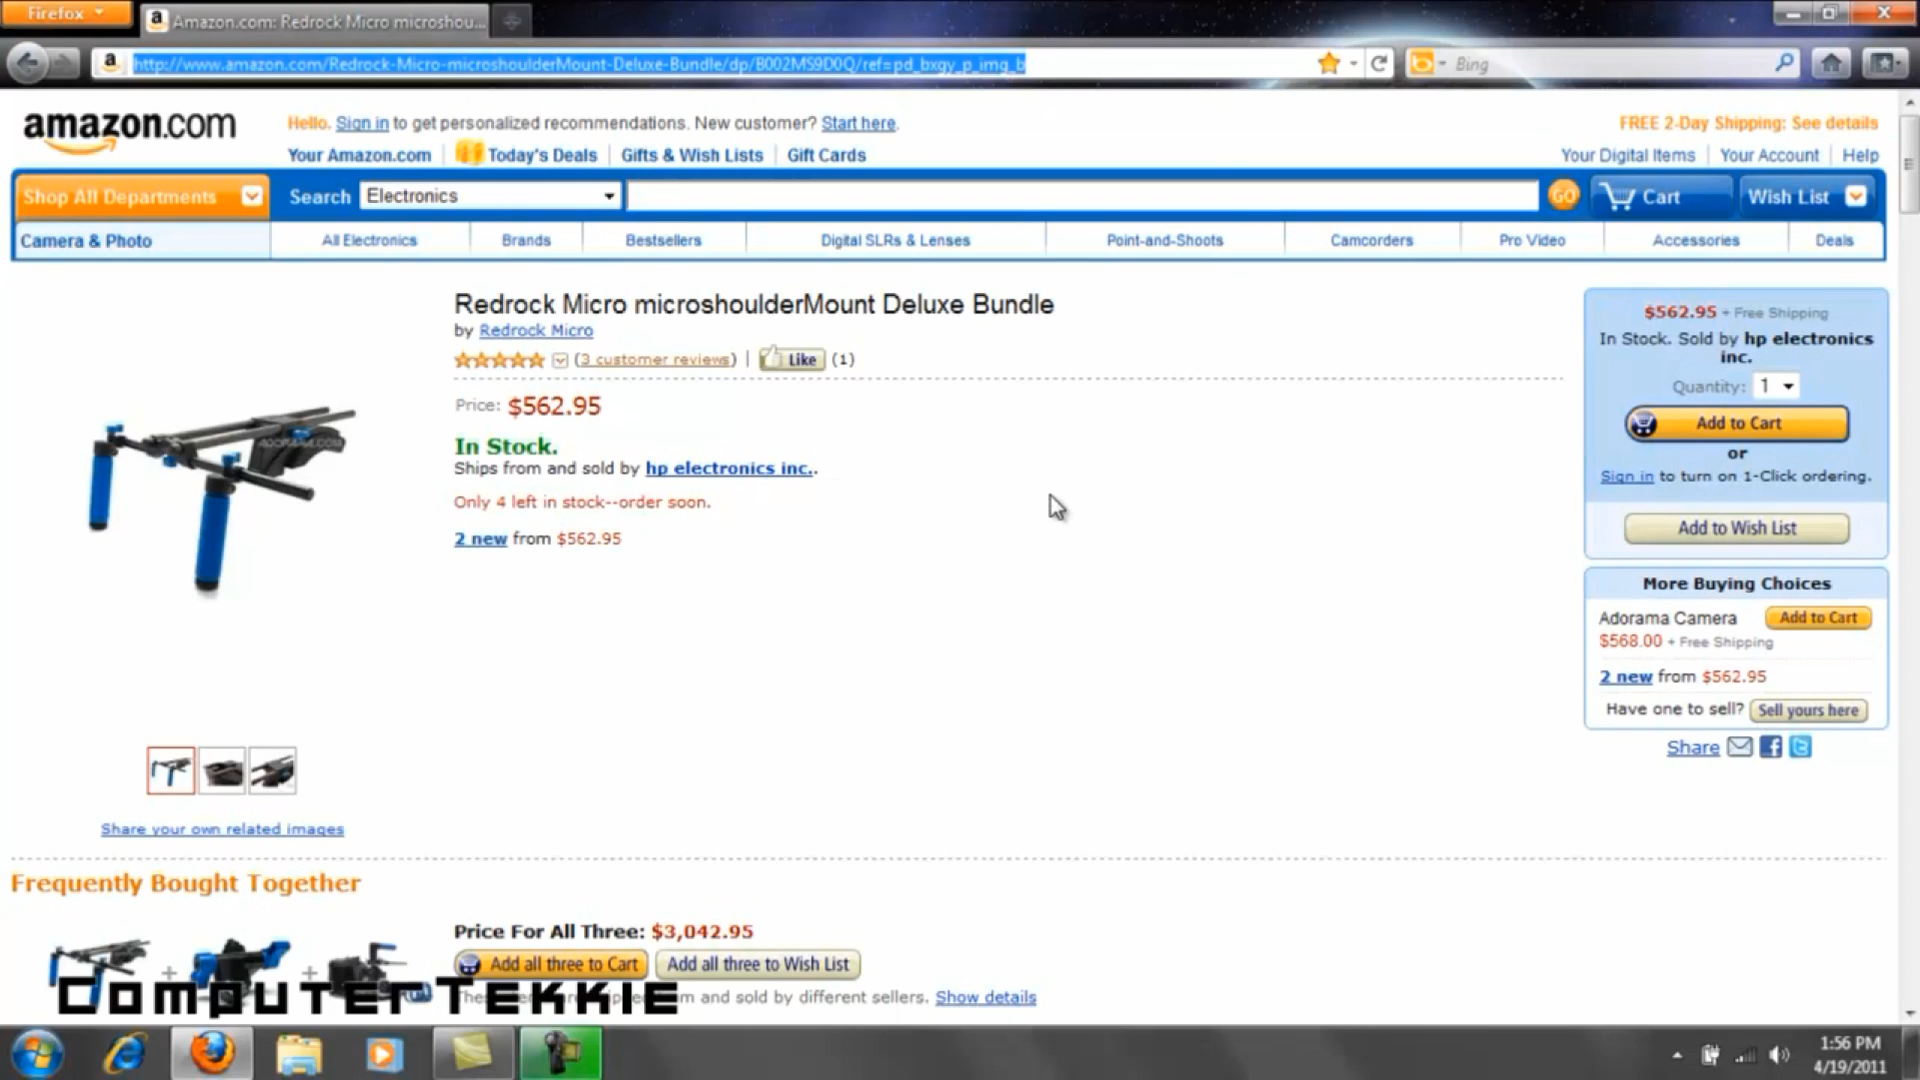 Firefox
Amazon.com: Redrock Micro microshou...
http://www.amazon.com/Redrock-Micro-microshoulderMount-Deluxe-Bundle/dp/B002MS9D0Q/ref=pd_bxgy_p_img_b
Bing
amazon.com
Hello. Sign in to get personalized recommendations. New customer? Start here.
FREE 2-Day Shipping: See details
Your Amazon.com | Today's Deals | Gifts & Wish Lists | Gift Cards
Your Digital Items | Your Account | Help
Shop All Departments
Search Electronics
GO
Cart
Wish List
Camera & Photo
All Electronics
Brands
Bestsellers
Digital SLRs & Lenses
Point-and-Shoots
Camcorders
Pro Video
Accessories
Deals
Redrock Micro microshoulderMount Deluxe Bundle
by Redrock Micro
(3 customer reviews) | Like (1)
Price: $562.95
In Stock.
Ships from and sold by hp electronics inc..
Only 4 left in stock--order soon.
2 new from $562.95
ADORAMA.COM
Share your own related images
$562.95 + Free Shipping
In Stock. Sold by hp electronics
inc.
Quantity: 1
Add to Cart
or
Sign in to turn on 1-Click ordering.
Add to Wish List
More Buying Choices
Adorama Camera Add to Cart
$568.00 + Free Shipping
2 new from $562.95
Have one to sell? Sell yours here
Share
Frequently Bought Together
Price For All Three: $3,042.95
Add all three to Cart Add all three to Wish List
and sold by different sellers. Show details
ComputerTekkie
1:56 PM
4/19/2011